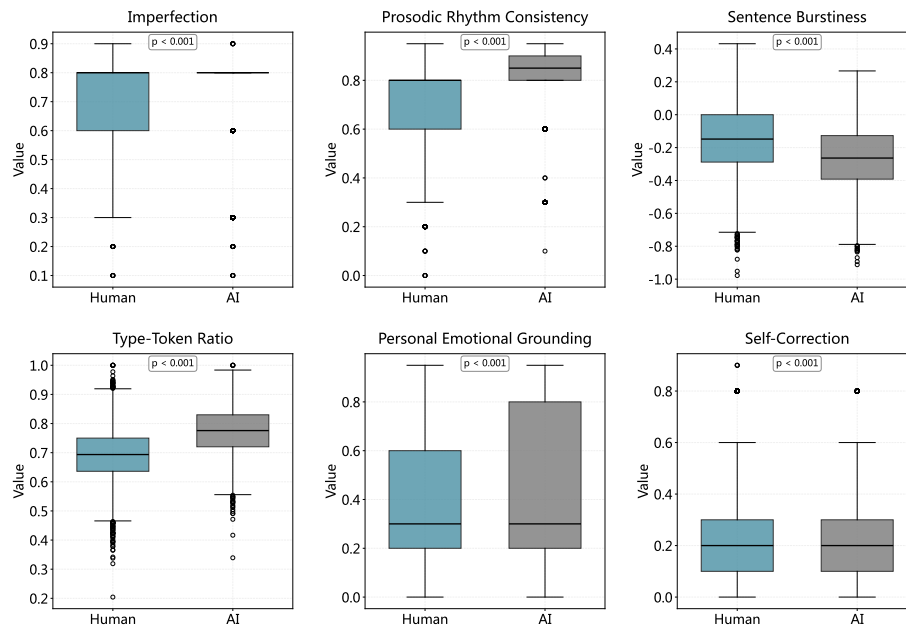 Imperfection
p < 0.001
0.9
0.8
0.7
0.6
0.5
0.4
0.3
0.2
0.1
Value
Human
AI
Prosodic Rhythm Consistency
p < 0.001
0.8
0.6
0.4
0.2
0.0
Value
Human
AI
Sentence Burstiness
p < 0.001
0.4
0.2
0.0
-0.2
-0.4
-0.6
-0.8
-1.0
Value
Human
AI
Type-Token Ratio
p < 0.001
1.0
0.9
0.8
0.7
0.6
0.5
0.4
0.3
0.2
Value
Human
AI
Personal Emotional Grounding
p < 0.001
0.8
0.6
0.4
0.2
0.0
Value
Human
AI
Self-Correction
p < 0.001
0.8
0.6
0.4
0.2
0.0
Value
Human
AI